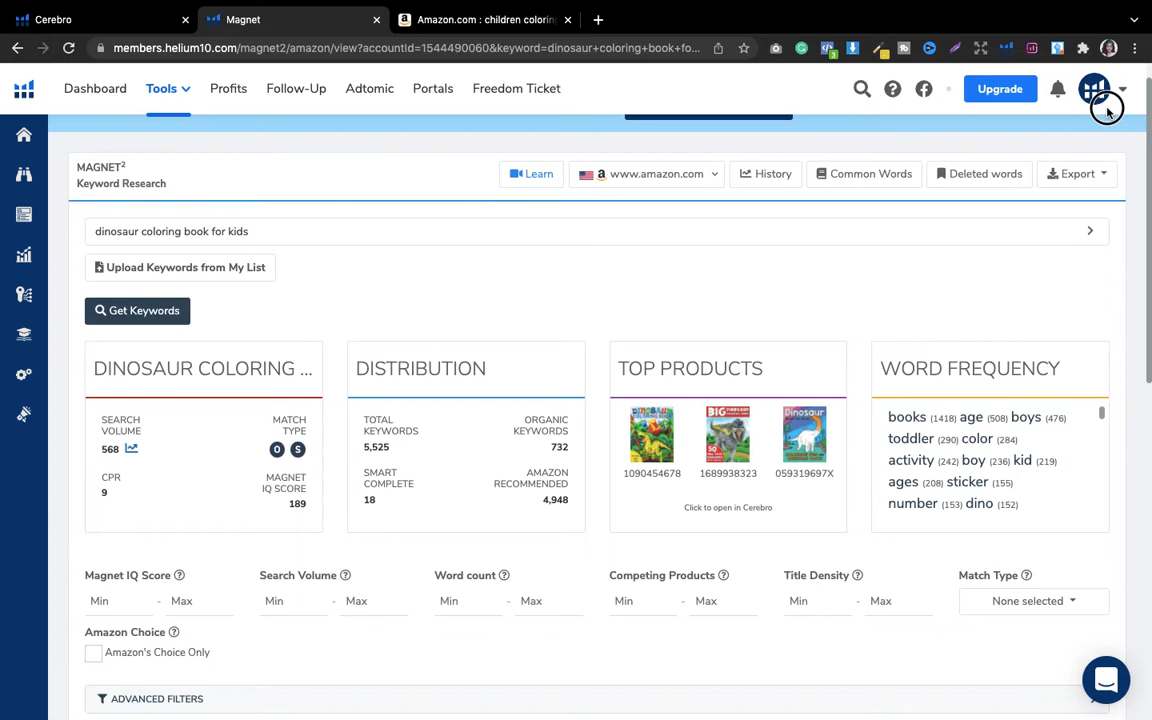 Cerebro
Magnet
Amazon.com : children coloring
members.helium10.com/magnet2/amazon/view?accountId=1544490060&keyword=dinosaur+coloring+book+fo...
Dashboard Tools Profits Follow-Up Adtomic Portals Freedom Ticket Upgrade
MAGNET²
Keyword Research
Learn www.amazon.com History Common Words Deleted words Export
dinosaur coloring book for kids
Upload Keywords from My List
Get Keywords
DINOSAUR COLORING ...
SEARCH VOLUME
568
MATCH TYPE
O S
CPR
9
MAGNET IQ SCORE
189
DISTRIBUTION
TOTAL KEYWORDS
5,525
ORGANIC KEYWORDS
732
SMART COMPLETE
18
AMAZON RECOMMENDED
4,948
TOP PRODUCTS
BIG
Dinosaur
1090454678 1689938323 059319697X
Click to open in Cerebro
WORD FREQUENCY
books (1418) age (508) boys (476)
toddler (290) color (284)
activity (242) boy (236) kid (219)
ages (208) sticker (155)
number (153) dino (152)
Magnet IQ Score Search Volume Word count Competing Products Title Density Match Type
Min - Max Min - Max Min - Max Min - Max Min - Max None selected
Amazon Choice
Amazon's Choice Only
ADVANCED FILTERS